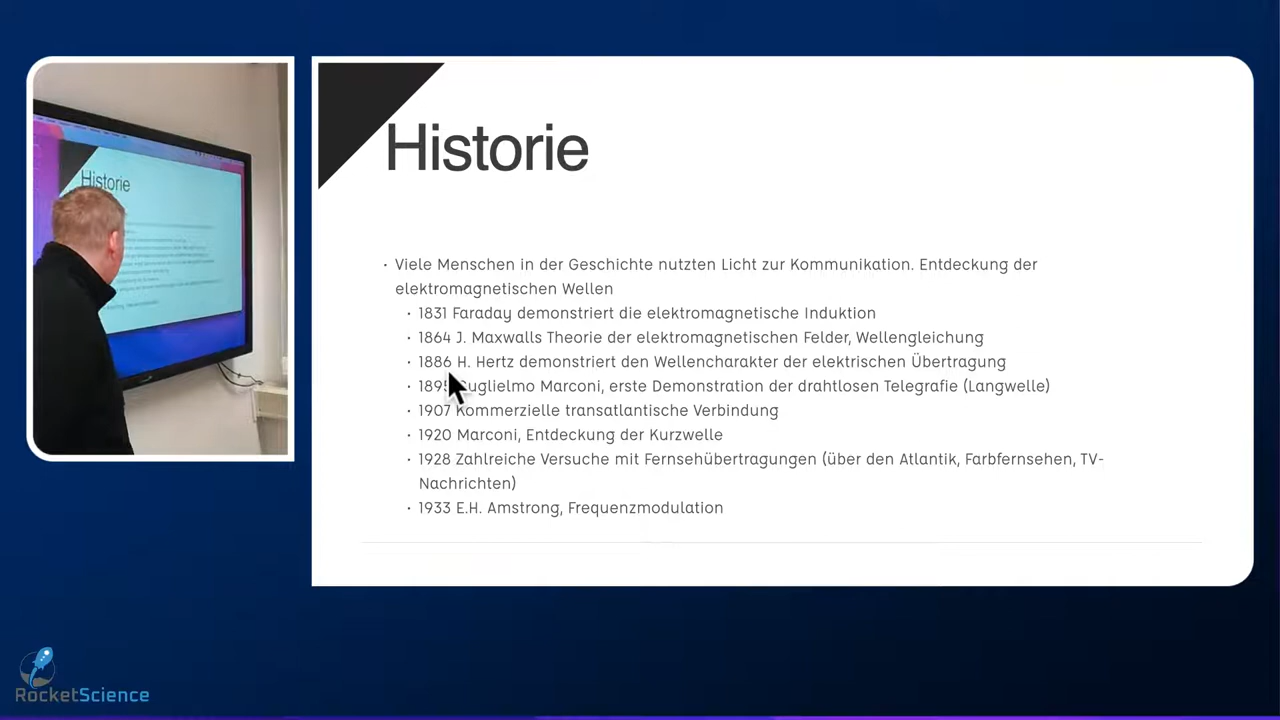 Historie
Historie
• Viele Menschen in der Geschichte nutzten Licht zur Kommunikation. Entdeckung der
elektromagnetischen Wellen
• 1831 Faraday demonstriert die elektromagnetische Induktion
• 1864 J. Maxwalls Theorie der elektromagnetischen Felder, Wellengleichung
• 1886 H. Hertz demonstriert den Wellencharakter der elektrischen Übertragung
• 1895 Guglielmo Marconi, erste Demonstration der drahtlosen Telegrafie (Langwelle)
• 1907 Kommerzielle transatlantische Verbindung
• 1920 Marconi, Entdeckung der Kurzwelle
• 1928 Zahlreiche Versuche mit Fernsehübertragungen (über den Atlantik, Farbfernsehen, TV-
Nachrichten)
• 1933 E.H. Amstrong, Frequenzmodulation
RocketScience